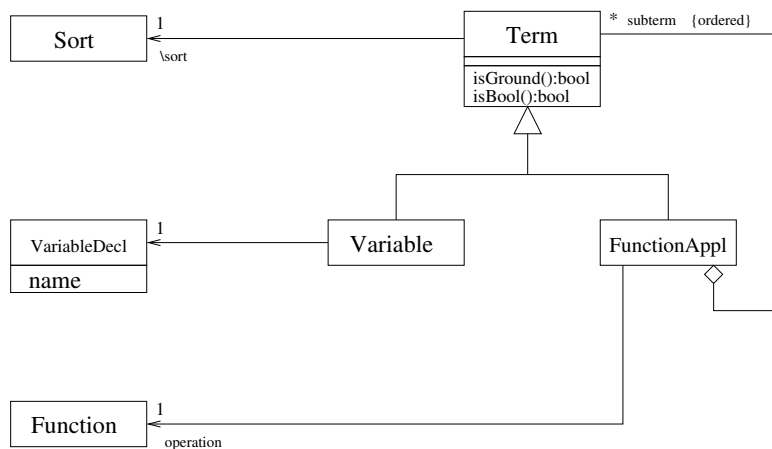 1
* subterm {ordered}
Sort
Term
\sort
isGround():bool
isBool():bool
1
VariableDecl
Variable
FunctionAppl
name
1
Function
operation